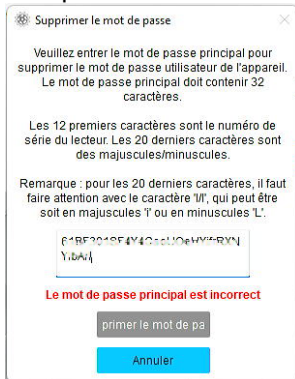 Supprimer le mot de passe
Veuillez entrer le mot de passe principal pour
supprimer le mot de passe utilisateur de l'appareil.
Le mot de passe principal doit contenir 32
caractères.
Les 12 premiers caractères sont le numéro de
série du lecteur. Les 20 derniers caractères sont
des majuscules/minuscules.
Remarque : pour les 20 derniers caractères, il faut
faire attention avec le caractère 'I/l', qui peut être
soit en majuscules 'i' ou en minuscules 'L'.
Le mot de passe principal est incorrect
primer le mot de pa
Annuler